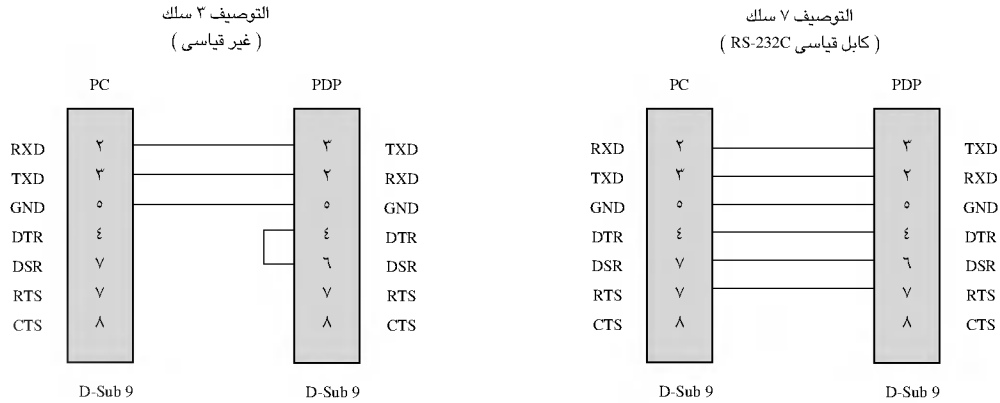 التوصيف ٣ سلك
( غير قياسى )
PC PDP
RXD ٢ ٣ TXD
TXD ٣ ٢ RXD
GND ٥ ٥ GND
DTR ٤ ٤ DTR
DSR ٧ ٦ DSR
RTS ٧ ٧ RTS
CTS ٨ ٨ CTS
D-Sub 9 D-Sub 9
التوصيف ٧ سلك
( كابل قياسى RS-232C )
PC PDP
RXD ٢ ٣ TXD
TXD ٣ ٢ RXD
GND ٥ ٥ GND
DTR ٤ ٤ DTR
DSR ٧ ٦ DSR
RTS ٧ ٧ RTS
CTS ٨ ٨ CTS
D-Sub 9 D-Sub 9